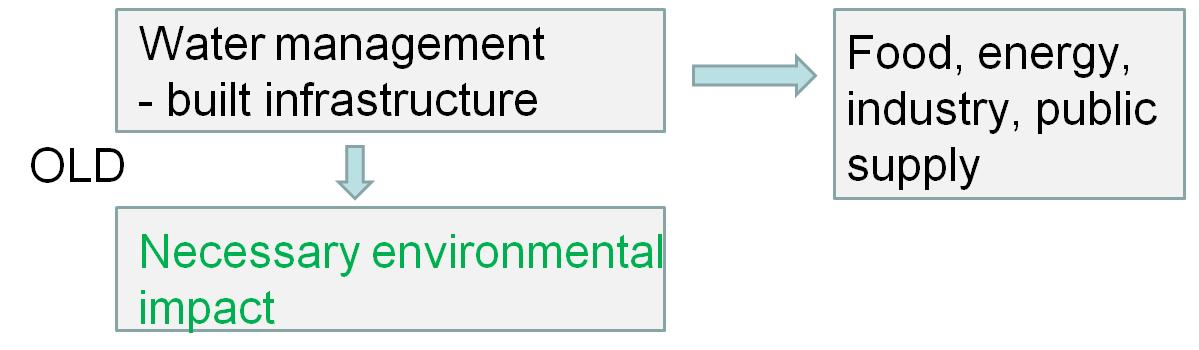 Water management
- built infrastructure
Food, energy,
industry, public
supply
OLD
Necessary environmental
impact